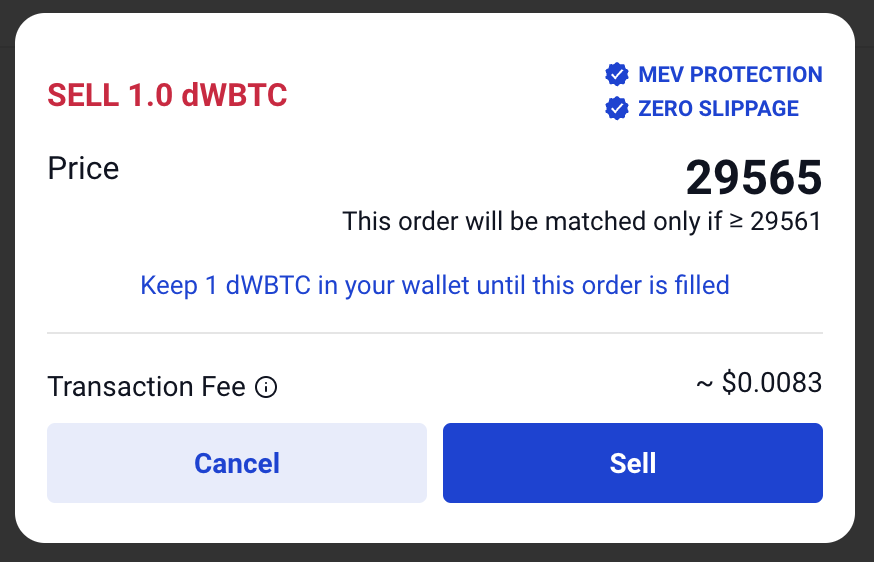 SELL 1.0 dWBTC
MEV PROTECTION
ZERO SLIPPAGE
Price
29565
This order will be matched only if ≥ 29561
Keep 1 dWBTC in your wallet until this order is filled
Transaction Fee
~ $0.0083
Cancel
Sell